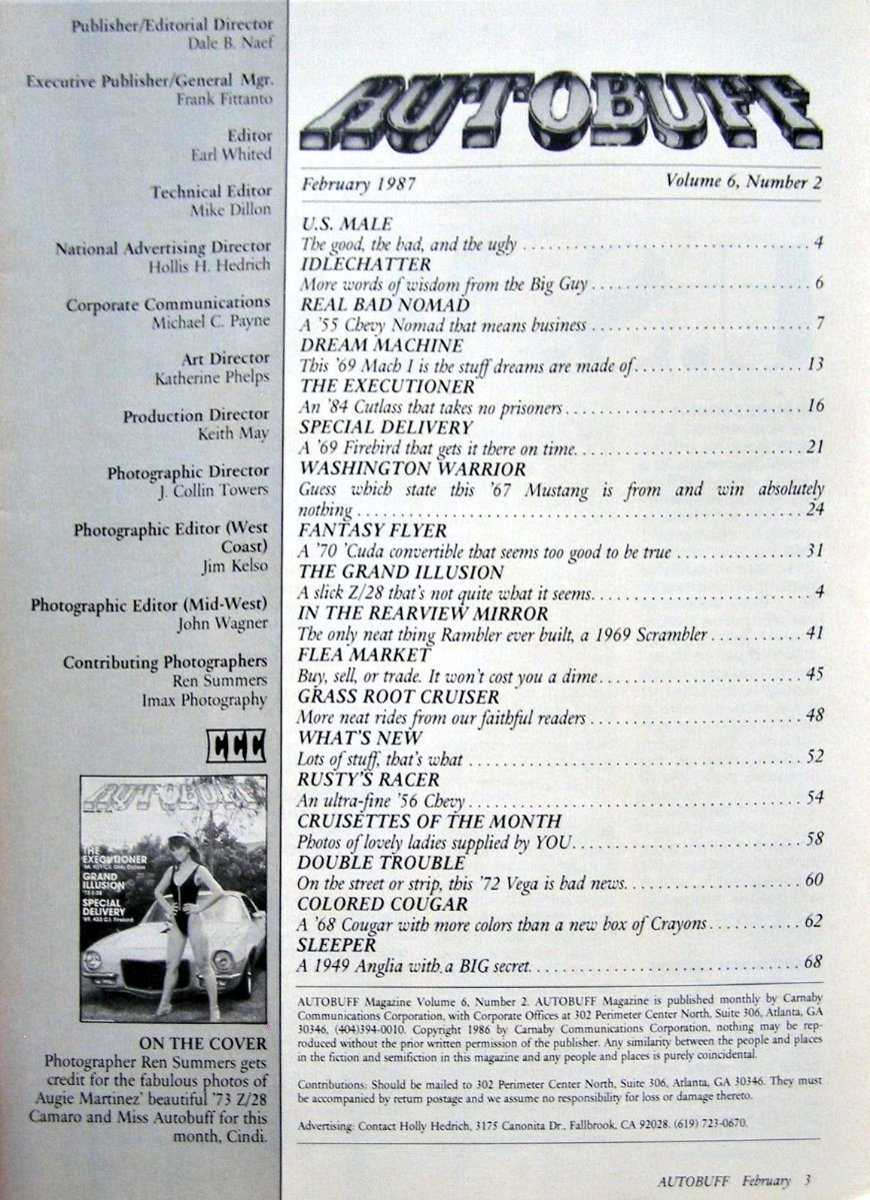 Publisher/Editorial Director
Dale B. Naef
Executive Publisher/General Mgr.
Frank Fittanto
Editor
Earl Whited
Technical Editor
Mike Dillon
National Advertising Director
Hollis H. Hedrich
Corporate Communications
Michael C. Payne
Art Director
Katherine Phelps
Production Director
Keith May
Photographic Director
J. Collin Towers
Photographic Editor (West
Coast)
Jim Kelso
Photographic Editor (Mid-West)
John Wagner
Contributing Photographers
Ren Summers
Imax Photography
CCC
AUTOBUFF
THE
EXECUTIONER
GRAND
ILLUSION
SPECIAL
DELIVERY
ON THE COVER
Photographer Ren Summers gets
credit for the fabulous photos of
Augie Martinez' beautiful '73 Z/28
Camaro and Miss Autobuff for this
month, Cindi.
AUTOBUFF
February 1987 Volume 6, Number 2
U.S. MALE
The good, the bad, and the ugly . . . . . . . . . . 4
IDLECHATTER
More words of wisdom from the Big Guy . . . . . . . . . . 6
REAL BAD NOMAD
A '55 Chevy Nomad that means business . . . . . . . . . . 7
DREAM MACHINE
This '69 Mach I is the stuff dreams are made of. . . . . . . . . . 13
THE EXECUTIONER
An '84 Cutlass that takes no prisoners . . . . . . . . . . 16
SPECIAL DELIVERY
A '69 Firebird that gets it there on time. . . . . . . . . . 21
WASHINGTON WARRIOR
Guess which state this '67 Mustang is from and win absolutely
nothing . . . . . . . . . . 24
FANTASY FLYER
A '70 'Cuda convertible that seems too good to be true . . . . . . . . . . 31
THE GRAND ILLUSION
A slick Z/28 that's not quite what it seems. . . . . . . . . . 4
IN THE REARVIEW MIRROR
The only neat thing Rambler ever built, a 1969 Scrambler . . . . . . . . . . 41
FLEA MARKET
Buy, sell, or trade. It won't cost you a dime . . . . . . . . . . 45
GRASS ROOT CRUISER
More neat rides from our faithful readers . . . . . . . . . . 48
WHAT'S NEW
Lots of stuff, that's what . . . . . . . . . . 52
RUSTY'S RACER
An ultra-fine '56 Chevy . . . . . . . . . . 54
CRUISETTES OF THE MONTH
Photos of lovely ladies supplied by YOU. . . . . . . . . . 58
DOUBLE TROUBLE
On the street or strip, this '72 Vega is bad news. . . . . . . . . . 60
COLORED COUGAR
A '68 Cougar with more colors than a new box of Crayons . . . . . . . . . . 62
SLEEPER
A 1949 Anglia with a BIG secret. . . . . . . . . . 68
AUTOBUFF Magazine Volume 6, Number 2. AUTOBUFF Magazine is published monthly by Carnaby
Communications Corporation, with Corporate Offices at 302 Perimeter Center North, Suite 306, Atlanta, GA
30346, (404)394-0010. Copyright 1986 by Carnaby Communications Corporation, nothing may be rep-
roduced without the prior written permission of the publisher. Any similarity between the people and places
in the fiction and semifiction in this magazine and any people and places is purely coincidental.
Contributions: Should be mailed to 302 Perimeter Center North, Suite 306, Atlanta, GA 30346. They must
be accompanied by return postage and we assume no responsibility for loss or damage thereto.
Advertising: Contact Holly Hedrich, 3175 Canonita Dr., Fallbrook, CA 92028. (619) 723-0670.
AUTOBUFF February 3